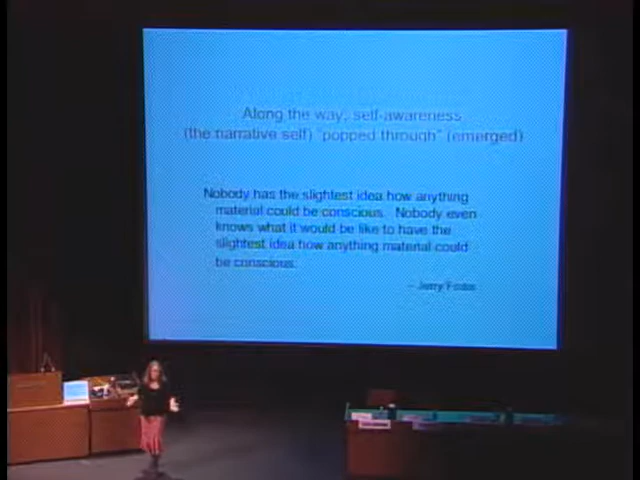 Along the way, self-awareness
(the narrative self) "popped through" (emerged)
Nobody has the slightest idea how anything
material could be conscious. Nobody even
knows what it would be like to have the
slightest idea how anything material could
be conscious.
– Jerry Fodor